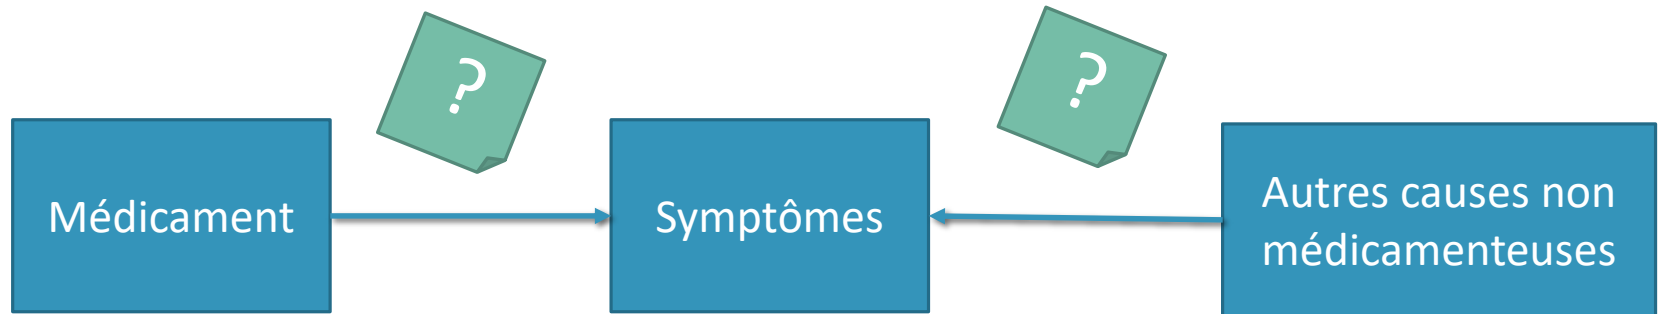 ?
?
Médicament
Symptômes
Autres causes non
médicamenteuses